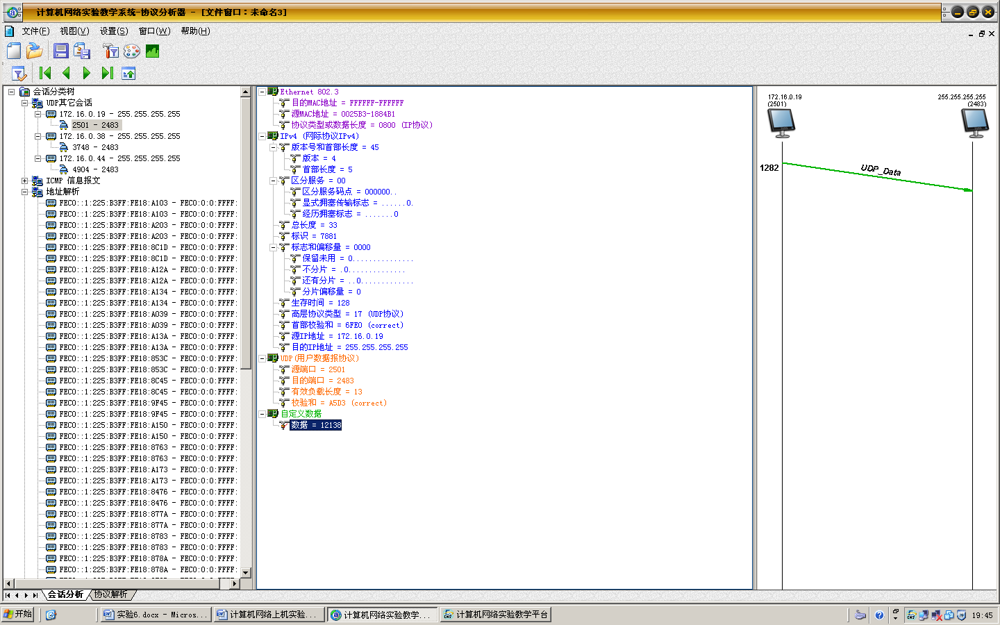 计算机网络实验教学系统-协议分析器 - [文件窗口：未命名3]
文件(F) 视图(V) 设置(S) 窗口(W) 帮助(H)
会话分类树
UDP其它会话
172.16.0.19 - 255.255.255.255
2501 - 2483
172.16.0.38 - 255.255.255.255
3748 - 2483
172.16.0.44 - 255.255.255.255
4904 - 2483
ICMP 信息报文
地址解析
FEC0::1:225:B3FF:FE18:A103 - FEC0:0:0:FFFF:
FEC0::1:225:B3FF:FE18:A103 - FEC0:0:0:FFFF:
FEC0::1:225:B3FF:FE18:A203 - FEC0:0:0:FFFF:
FEC0::1:225:B3FF:FE18:A203 - FEC0:0:0:FFFF:
FEC0::1:225:B3FF:FE18:8C1D - FEC0:0:0:FFFF:
FEC0::1:225:B3FF:FE18:8C1D - FEC0:0:0:FFFF:
FEC0::1:225:B3FF:FE18:A12A - FEC0:0:0:FFFF:
FEC0::1:225:B3FF:FE18:A12A - FEC0:0:0:FFFF:
FEC0::1:225:B3FF:FE18:A134 - FEC0:0:0:FFFF:
FEC0::1:225:B3FF:FE18:A134 - FEC0:0:0:FFFF:
FEC0::1:225:B3FF:FE18:A039 - FEC0:0:0:FFFF:
FEC0::1:225:B3FF:FE18:A039 - FEC0:0:0:FFFF:
FEC0::1:225:B3FF:FE18:A13A - FEC0:0:0:FFFF:
FEC0::1:225:B3FF:FE18:A13A - FEC0:0:0:FFFF:
FEC0::1:225:B3FF:FE18:853C - FEC0:0:0:FFFF:
FEC0::1:225:B3FF:FE18:853C - FEC0:0:0:FFFF:
FEC0::1:225:B3FF:FE18:8C45 - FEC0:0:0:FFFF:
FEC0::1:225:B3FF:FE18:8C45 - FEC0:0:0:FFFF:
FEC0::1:225:B3FF:FE18:9F45 - FEC0:0:0:FFFF:
FEC0::1:225:B3FF:FE18:9F45 - FEC0:0:0:FFFF:
FEC0::1:225:B3FF:FE18:A150 - FEC0:0:0:FFFF:
FEC0::1:225:B3FF:FE18:A150 - FEC0:0:0:FFFF:
FEC0::1:225:B3FF:FE18:8763 - FEC0:0:0:FFFF:
FEC0::1:225:B3FF:FE18:8763 - FEC0:0:0:FFFF:
FEC0::1:225:B3FF:FE18:A173 - FEC0:0:0:FFFF:
FEC0::1:225:B3FF:FE18:A173 - FEC0:0:0:FFFF:
FEC0::1:225:B3FF:FE18:8476 - FEC0:0:0:FFFF:
FEC0::1:225:B3FF:FE18:8476 - FEC0:0:0:FFFF:
FEC0::1:225:B3FF:FE18:877A - FEC0:0:0:FFFF:
FEC0::1:225:B3FF:FE18:877A - FEC0:0:0:FFFF:
FEC0::1:225:B3FF:FE18:8783 - FEC0:0:0:FFFF:
FEC0::1:225:B3FF:FE18:8783 - FEC0:0:0:FFFF:
FEC0::1:225:B3FF:FE18:878A - FEC0:0:0:FFFF:
FEC0::1:225:B3FF:FE18:878A - FEC0:0:0:FFFF:
会话分析 协议解析
Ethernet 802.3
目的MAC地址 = FFFFFF-FFFFFF
源MAC地址 = 0025B3-1884B1
协议类型或数据长度 = 0800 (IP协议)
IPv4 (网际协议IPv4)
版本号和首部长度 = 45
版本 = 4
首部长度 = 5
区分服务 = 00
区分服务码点 = 000000..
显式拥塞传输标志 = ......0.
经历拥塞标志 = .......0
总长度 = 33
标识 = 7881
标志和偏移量 = 0000
保留未用 = 0...............
不分片 = .0..............
还有分片 = ..0.............
分片偏移量 = 0
生存时间 = 128
高层协议类型 = 17 (UDP协议)
首部校验和 = 6FE0 (correct)
源IP地址 = 172.16.0.19
目的IP地址 = 255.255.255.255
UDP(用户数据报协议)
源端口 = 2501
目的端口 = 2483
有效负载长度 = 13
校验和 = A5D3 (correct)
自定义数据
数据 = 12138
172.16.0.19
(2501)
255.255.255.255
(2483)
1282
UDP_Data
开始
实验6.docx - Micros...
计算机网络上机实验...
计算机网络实验教学...
计算机网络实验教学平台
19:45